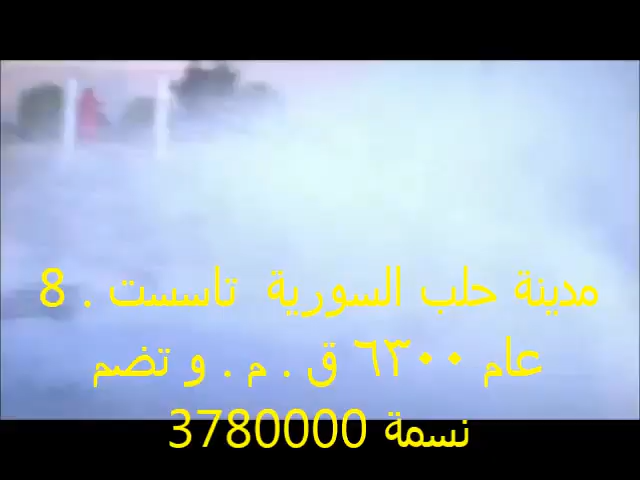 8 . مدينة حلب السورية تاسست
عام ٦٣٠٠ ق . م . و تضم
3780000 نسمة